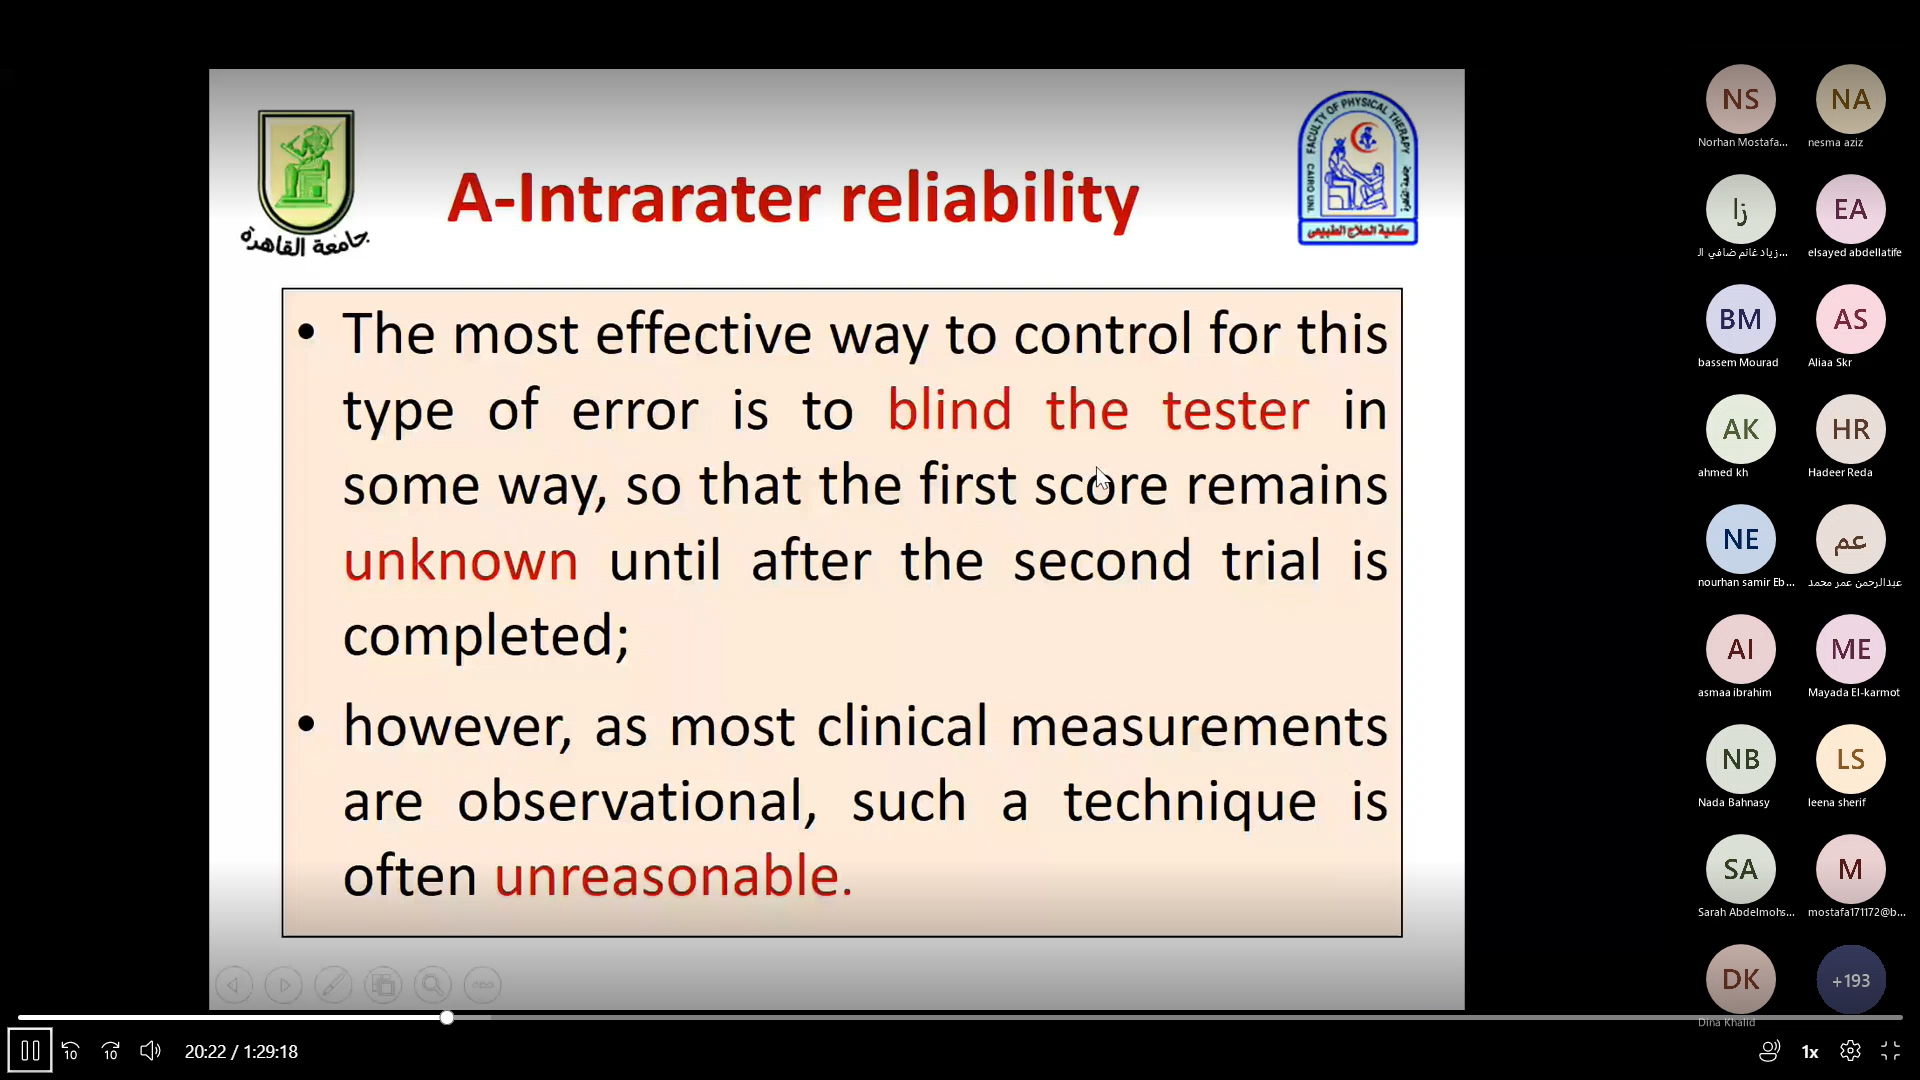 FACULTY OF PHYSICAL THERAPY
CAIRO UNI.
جامعة القاهرة
كلية العلاج الطبيعى
جامعة القاهرة
A-Intrarater reliability
• The most effective way to control for this
type of error is to blind the tester in
some way, so that the first score remains
unknown until after the second trial is
completed;
• however, as most clinical measurements
are observational, such a technique is
often unreasonable.
NS
Norhan Mostafa...
NA
nesma aziz
زا
زياد غانم ضافي ال...
EA
elsayed abdellatife
BM
bassem Mourad
AS
Aliaa Skr
AK
ahmed kh
HR
Hadeer Reda
NE
nourhan samir Eb...
عم
عبدالرحمن عمر محمد
AI
asmaa ibrahim
ME
Mayada El-karmot
NB
Nada Bahnasy
LS
leena sherif
SA
Sarah Abdelmohs...
M
mostafa171172@b...
DK
Dina Khalid
+193
10
10
20:22 / 1:29:18
1x